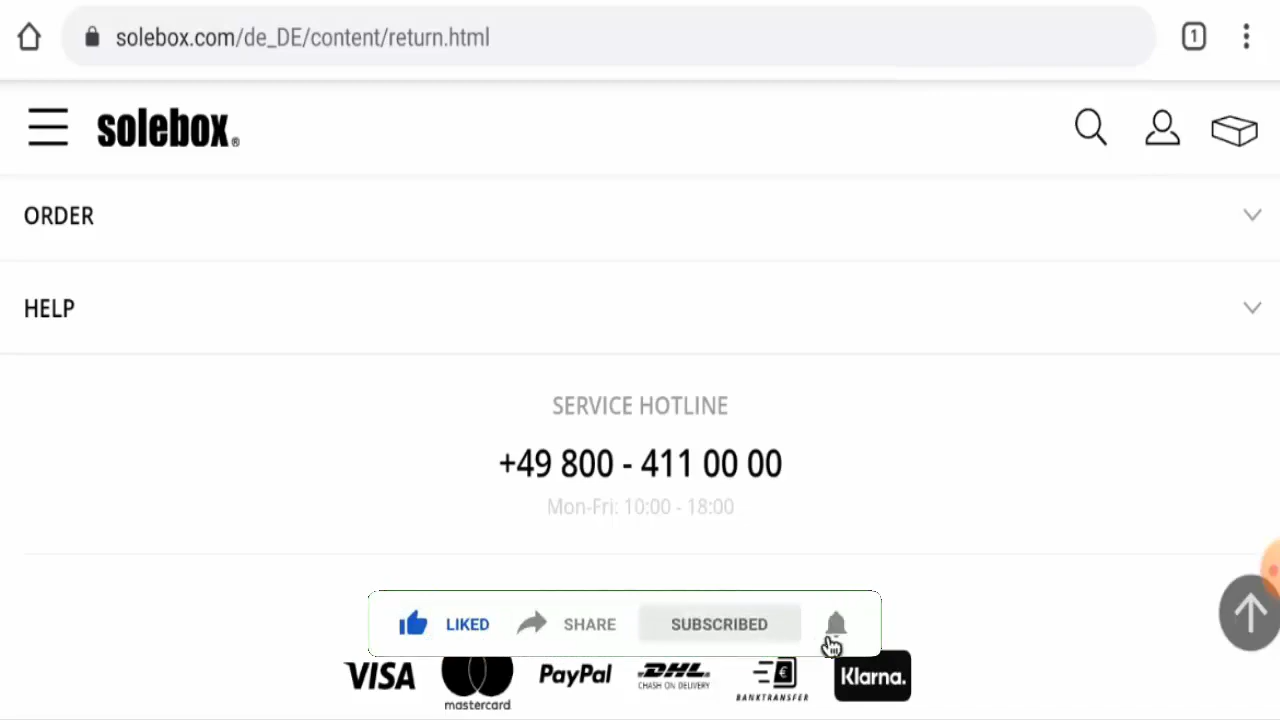 solebox.com/de_DE/content/return.html
1
solebox®
ORDER
HELP
SERVICE HOTLINE
+49 800 - 411 00 00
Mon-Fri: 10:00 - 18:00
LIKED SHARE SUBSCRIBED
VISA mastercard PayPal DHL CASH ON DELIVERY € BANKTRANSFER Klarna.